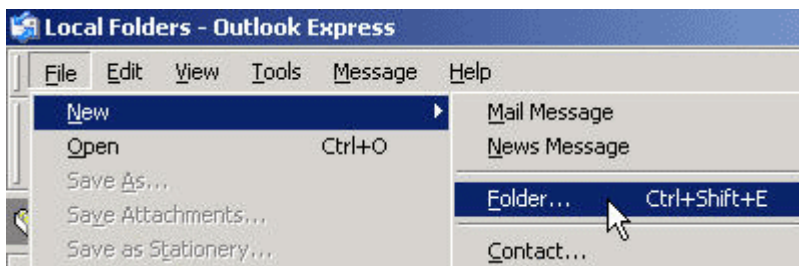 Local Folders - Outlook Express
File Edit View Tools Message Help
New
Open Ctrl+O
Save As...
Save Attachments...
Save as Stationery...
Mail Message
News Message
Folder... Ctrl+Shift+E
Contact...